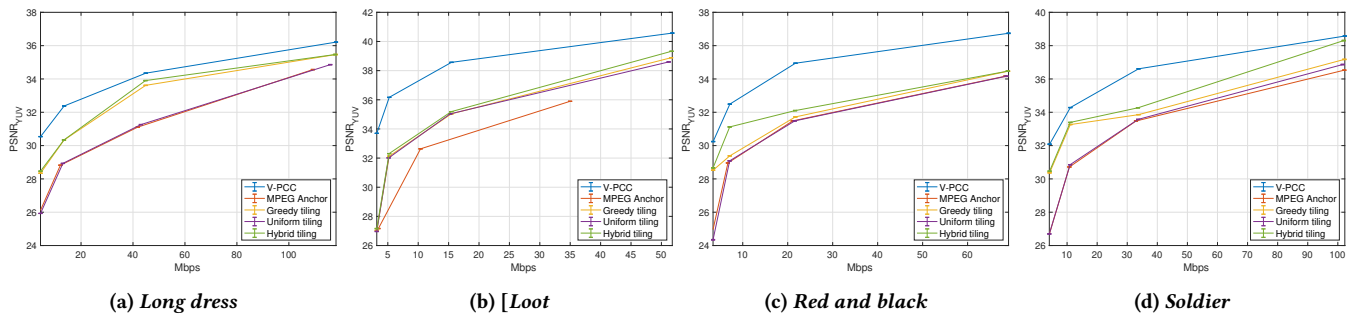 38
36
34
32
30
28
26
24
PSNR_YUV
20 40 60 80 100
Mbps
V-PCC
MPEG Anchor
Greedy tiling
Uniform tiling
Hybrid tiling
(a) Long dress
42
40
38
36
34
32
30
28
26
PSNR_YUV
5 10 15 20 25 30 35 40 45 50
Mbps
V-PCC
MPEG Anchor
Greedy tiling
Uniform tiling
Hybrid tiling
(b) [Loot
38
36
34
32
30
28
26
24
PSNR_YUV
10 20 30 40 50 60
Mbps
V-PCC
MPEG Anchor
Greedy tiling
Uniform tiling
Hybrid tiling
(c) Red and black
40
38
36
34
32
30
28
26
PSNR_YUV
10 20 30 40 50 60 70 80 90 100
Mbps
V-PCC
MPEG Anchor
Greedy tiling
Uniform tiling
Hybrid tiling
(d) Soldier